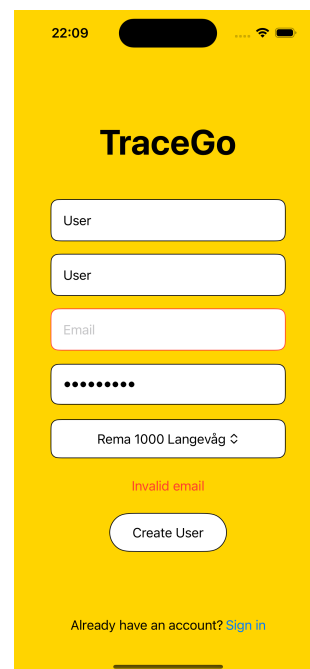 22:09
TraceGo
User
User
Email
•••••••••
Rema 1000 Langevåg
Invalid email
Create User
Already have an account? Sign in